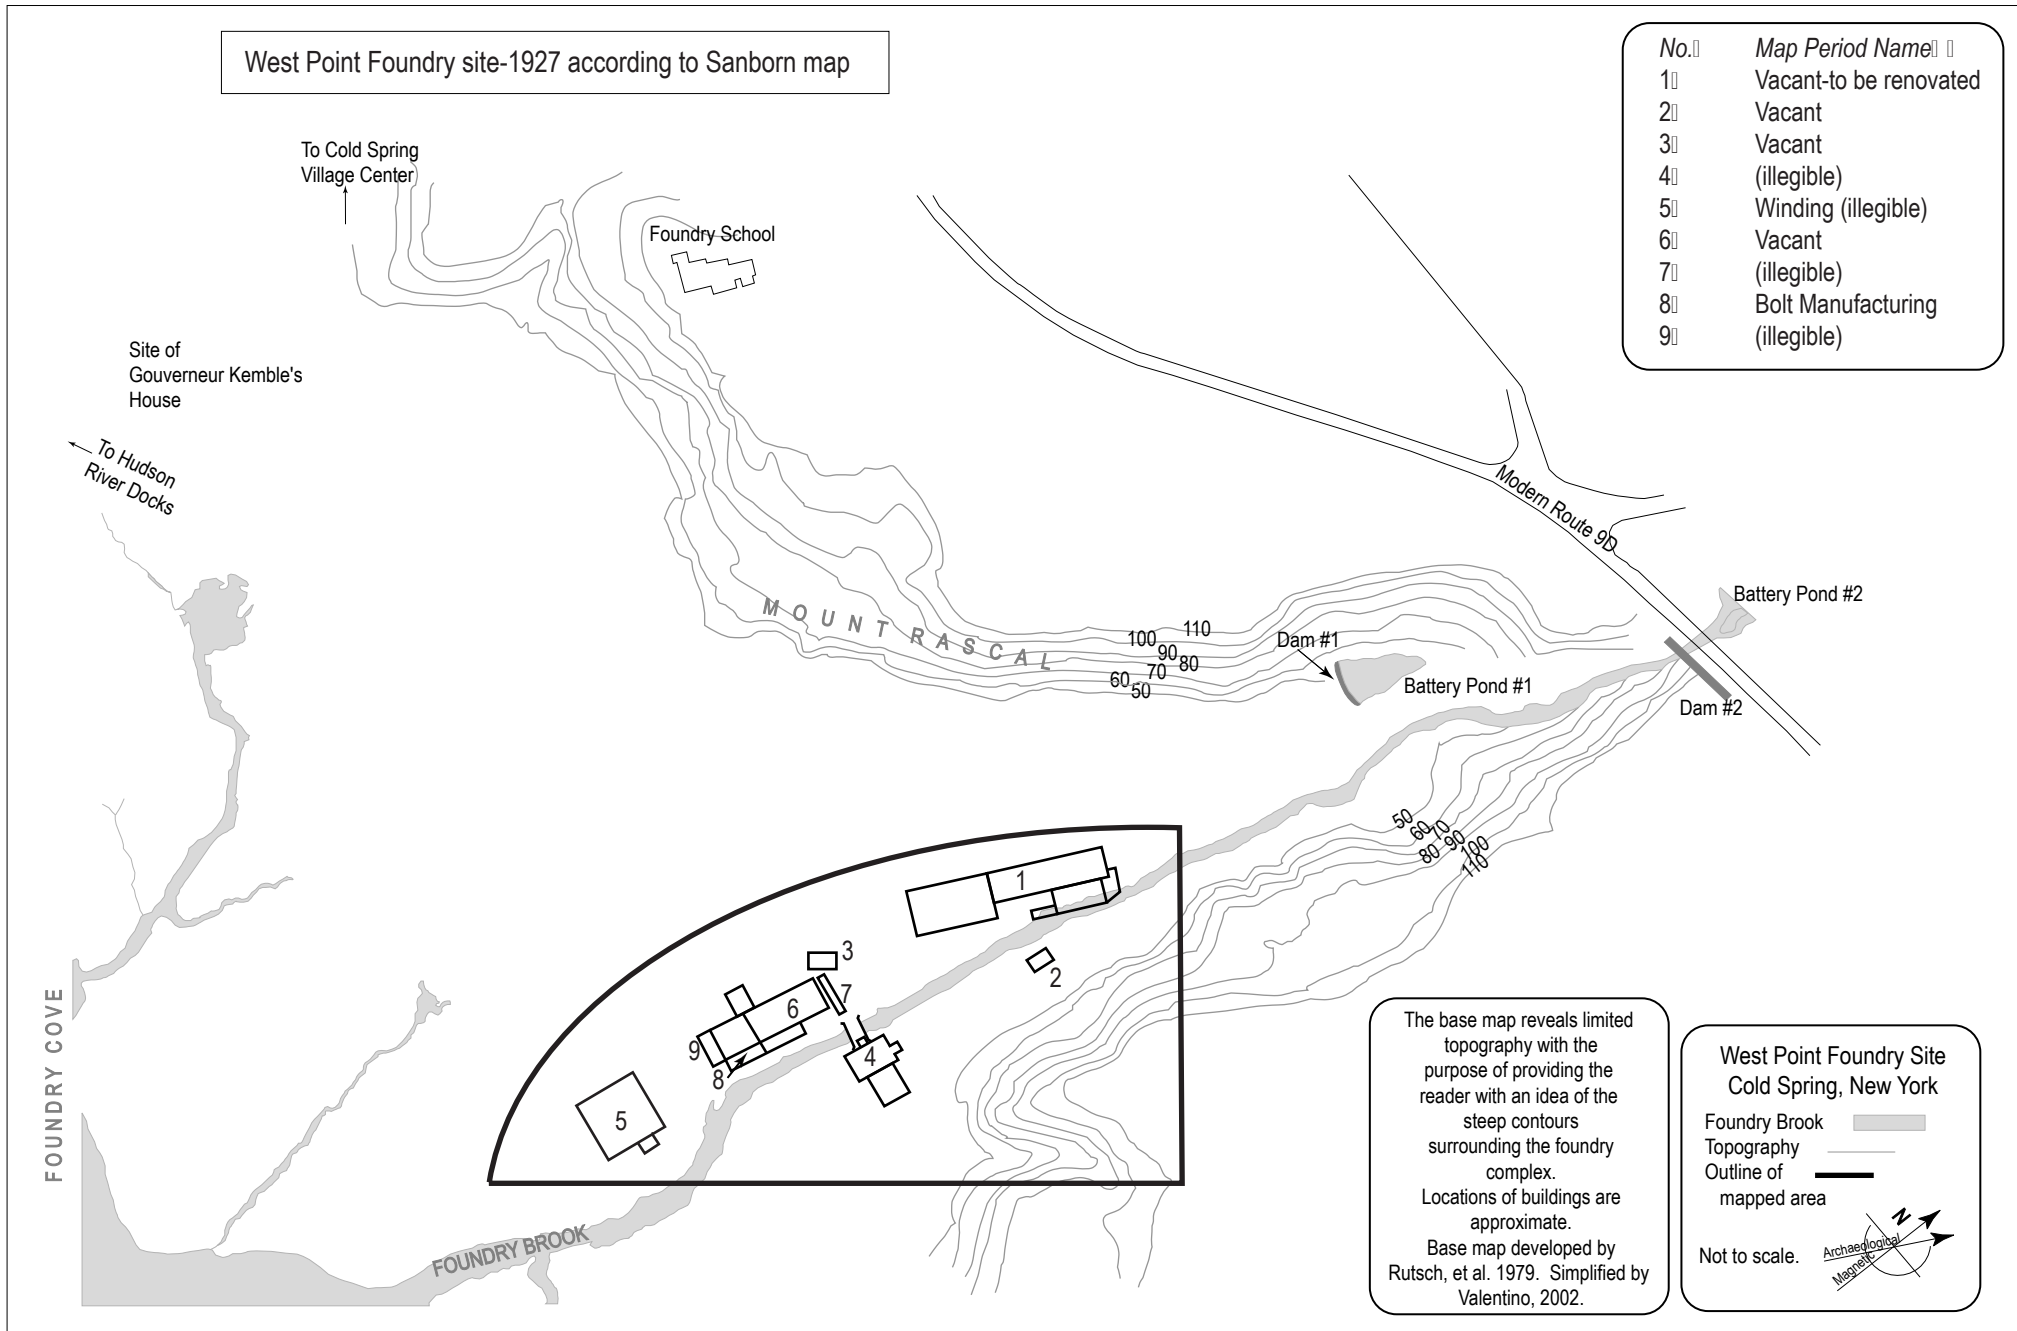 West Point Foundry site-1927 according to Sanborn map
No. Map Period Name
1 Vacant-to be renovated
2 Vacant
3 Vacant
4 (illegible)
5 Winding (illegible)
6 Vacant
7 (illegible)
8 Bolt Manufacturing
9 (illegible)
To Cold Spring
Village Center
Foundry School
Site of
Gouverneur Kemble's
House
To Hudson
River Docks
Modern Route 9D
Battery Pond #2
MOUNT RASCAL
100
110
90
80
70
60
50
Dam #1
Battery Pond #1
Dam #2
50
60
70
80
90
100
110
1
2
3
4
5
6
7
8
9
FOUNDRY COVE
FOUNDRY BROOK
The base map reveals limited
topography with the
purpose of providing the
reader with an idea of the
steep contours
surrounding the foundry
complex.
Locations of buildings are
approximate.
Base map developed by
Rutsch, et al. 1979. Simplified by
Valentino, 2002.
West Point Foundry Site
Cold Spring, New York
Foundry Brook
Topography
Outline of
mapped area
Not to scale.
N
Archaeological
Magnetic